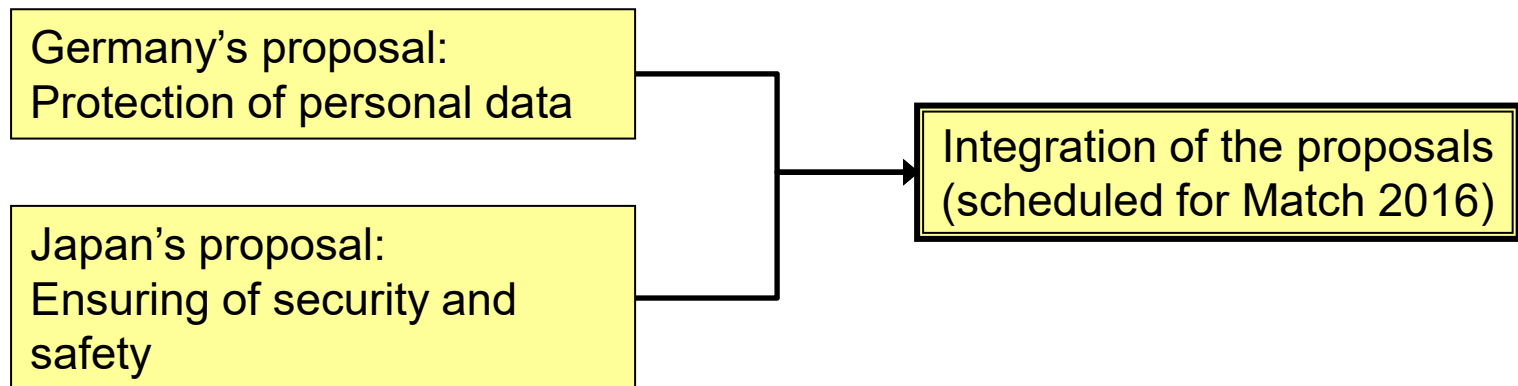 Germany’s proposal:
Protection of personal data
Integration of the proposals
(scheduled for Match 2016)
Japan’s proposal:
Ensuring of security and
safety